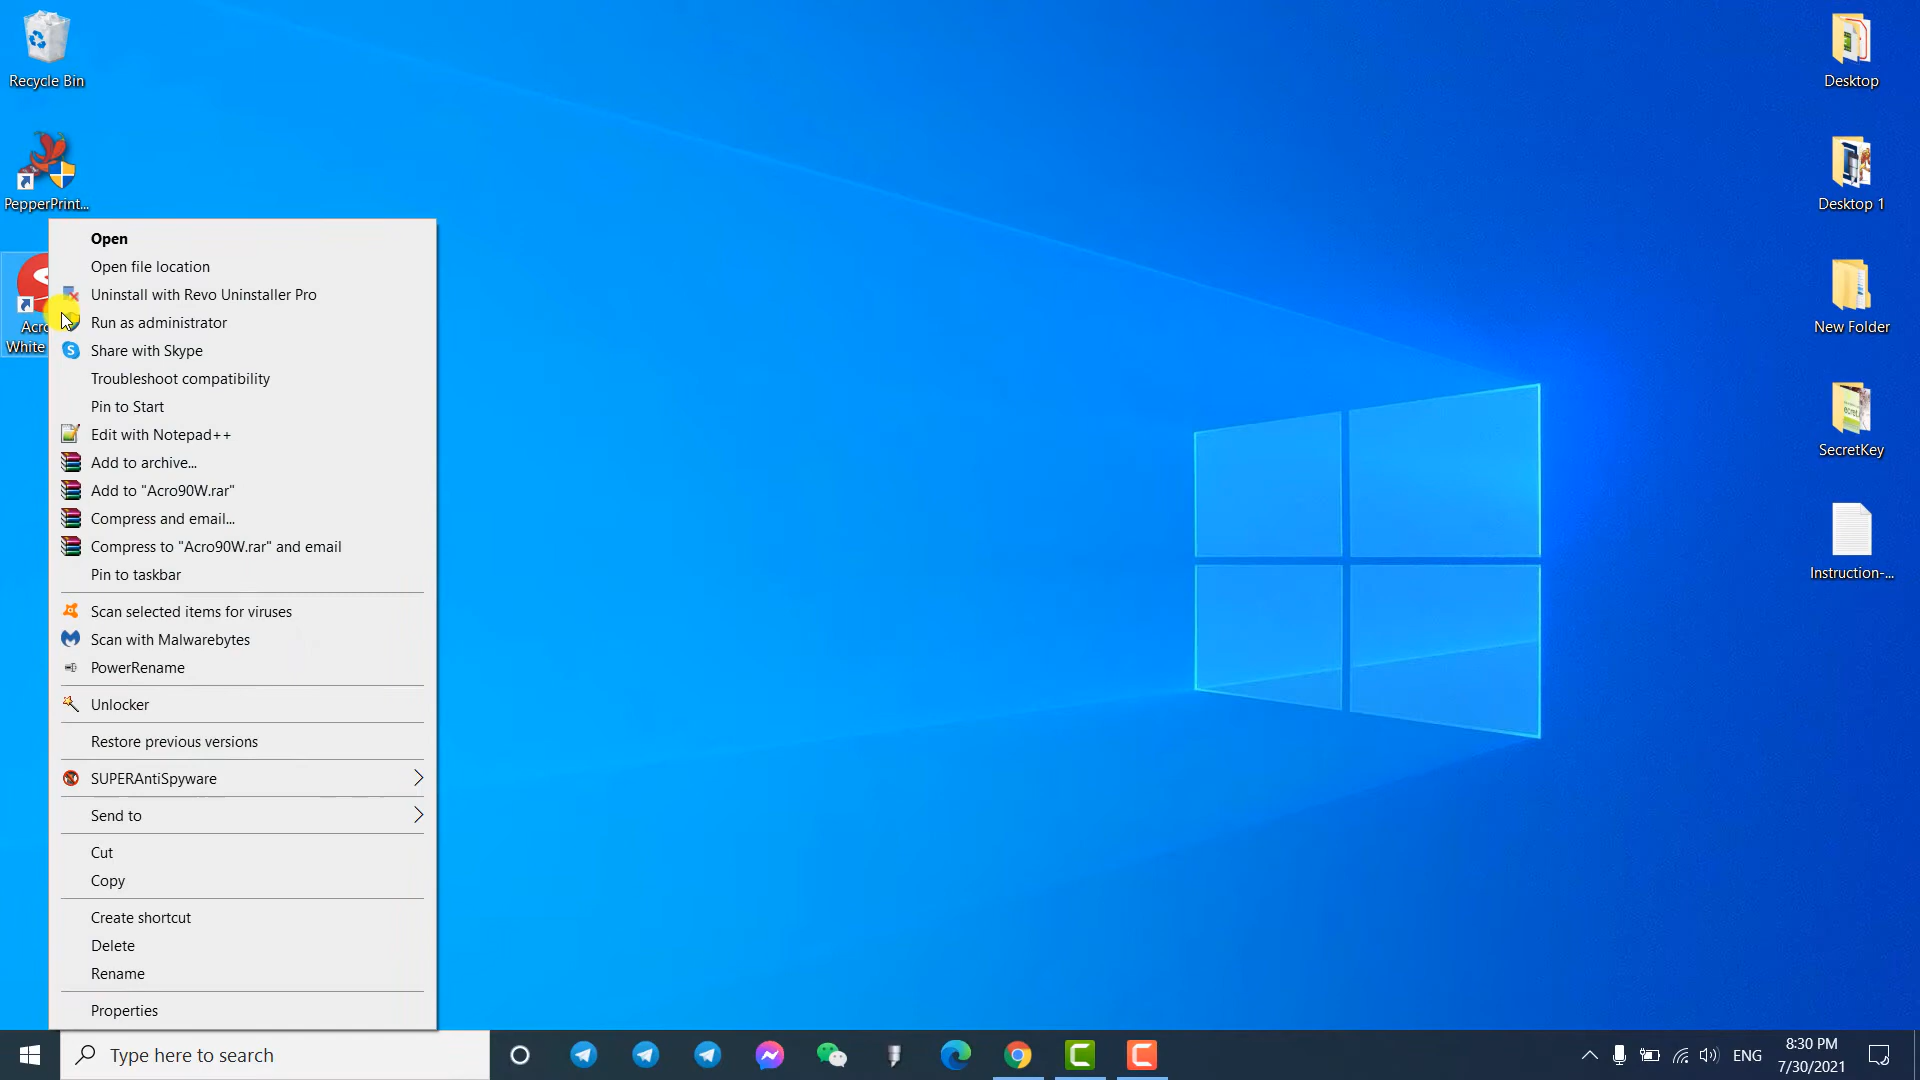 Recycle Bin
PepperPrint...
Acro
White
Open
Open file location
Uninstall with Revo Uninstaller Pro
Run as administrator
Share with Skype
Troubleshoot compatibility
Pin to Start
Edit with Notepad++
Add to archive...
Add to "Acro90W.rar"
Compress and email...
Compress to "Acro90W.rar" and email
Pin to taskbar
Scan selected items for viruses
Scan with Malwarebytes
PowerRename
Unlocker
Restore previous versions
SUPERAntiSpyware
Send to
Cut
Copy
Create shortcut
Delete
Rename
Properties
Desktop
Desktop 1
New Folder
SecretKey
Instruction-...
Type here to search
ENG
8:30 PM
7/30/2021